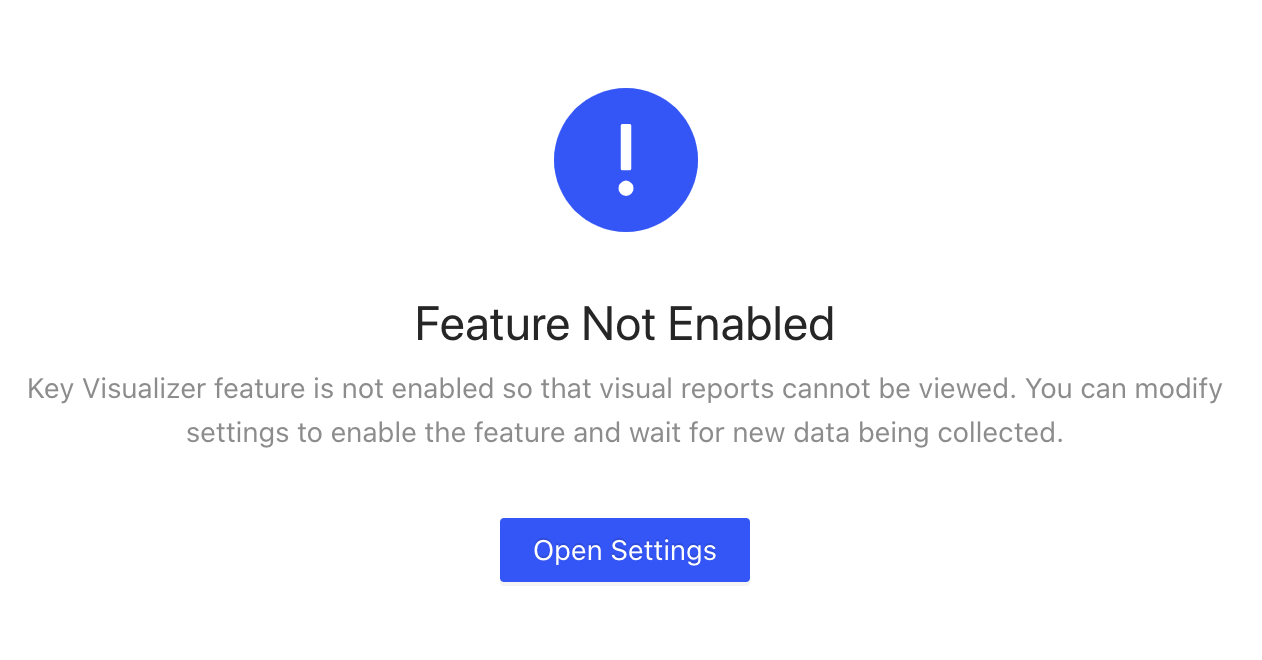 Feature Not Enabled
Key Visualizer feature is not enabled so that visual reports cannot be viewed. You can modify
settings to enable the feature and wait for new data being collected.
Open Settings